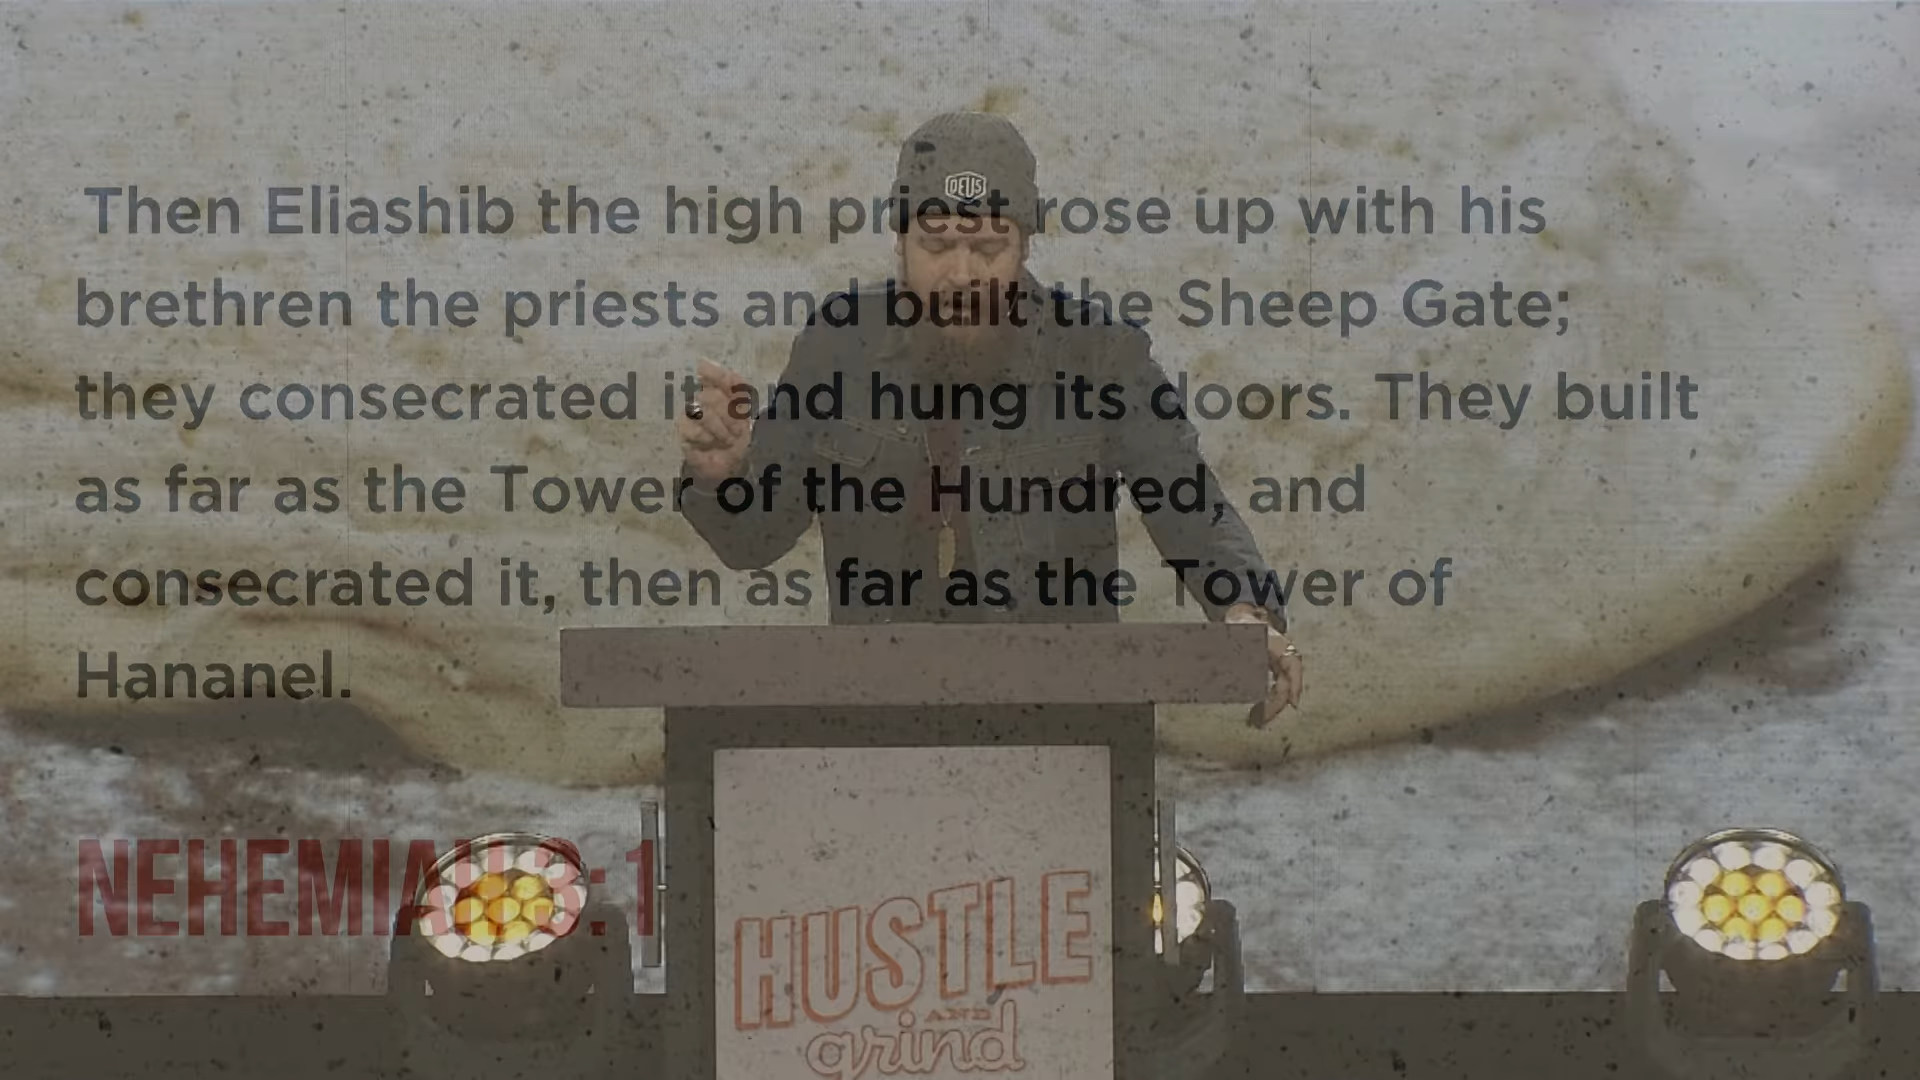 DEUS
Then Eliashib the high priest rose up with his
brethren the priests and built the Sheep Gate;
they consecrated it and hung its doors. They built
as far as the Tower of the Hundred, and
consecrated it, then as far as the Tower of
Hananel.
NEHEMIAH 3:1
HUSTLE
AND
grind